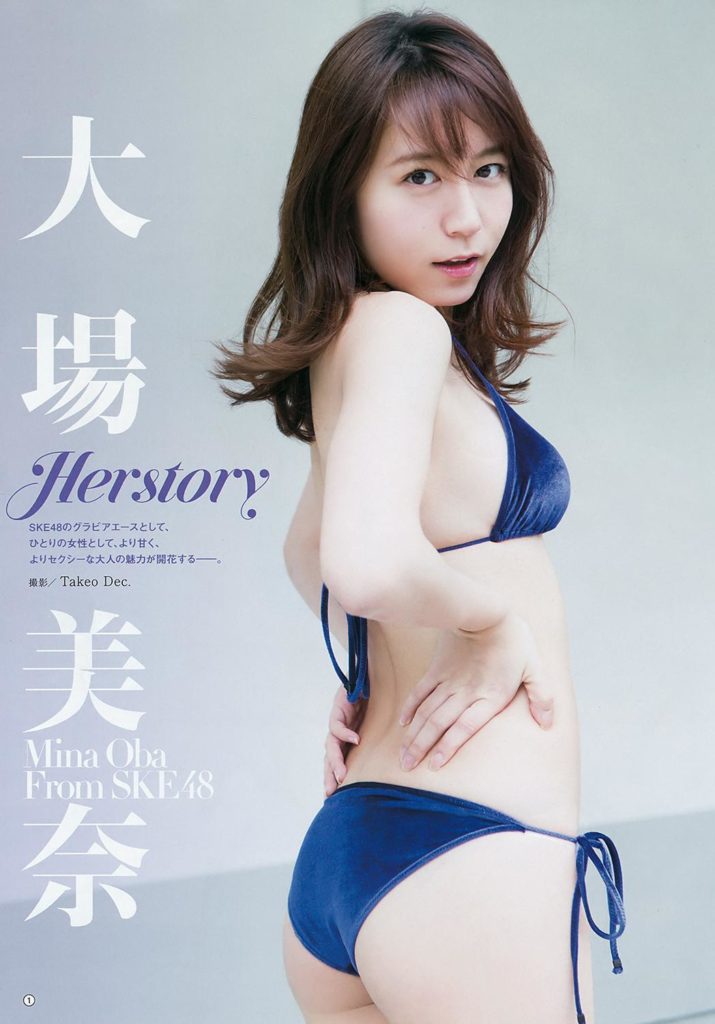 大場美奈
Herstory
SKE48のグラビアエースとして、
ひとりの女性として、より甘く、
よりセクシーな大人の魅力が開花する――。
撮影／Takeo Dec.
Mina Oba
From SKE48
①